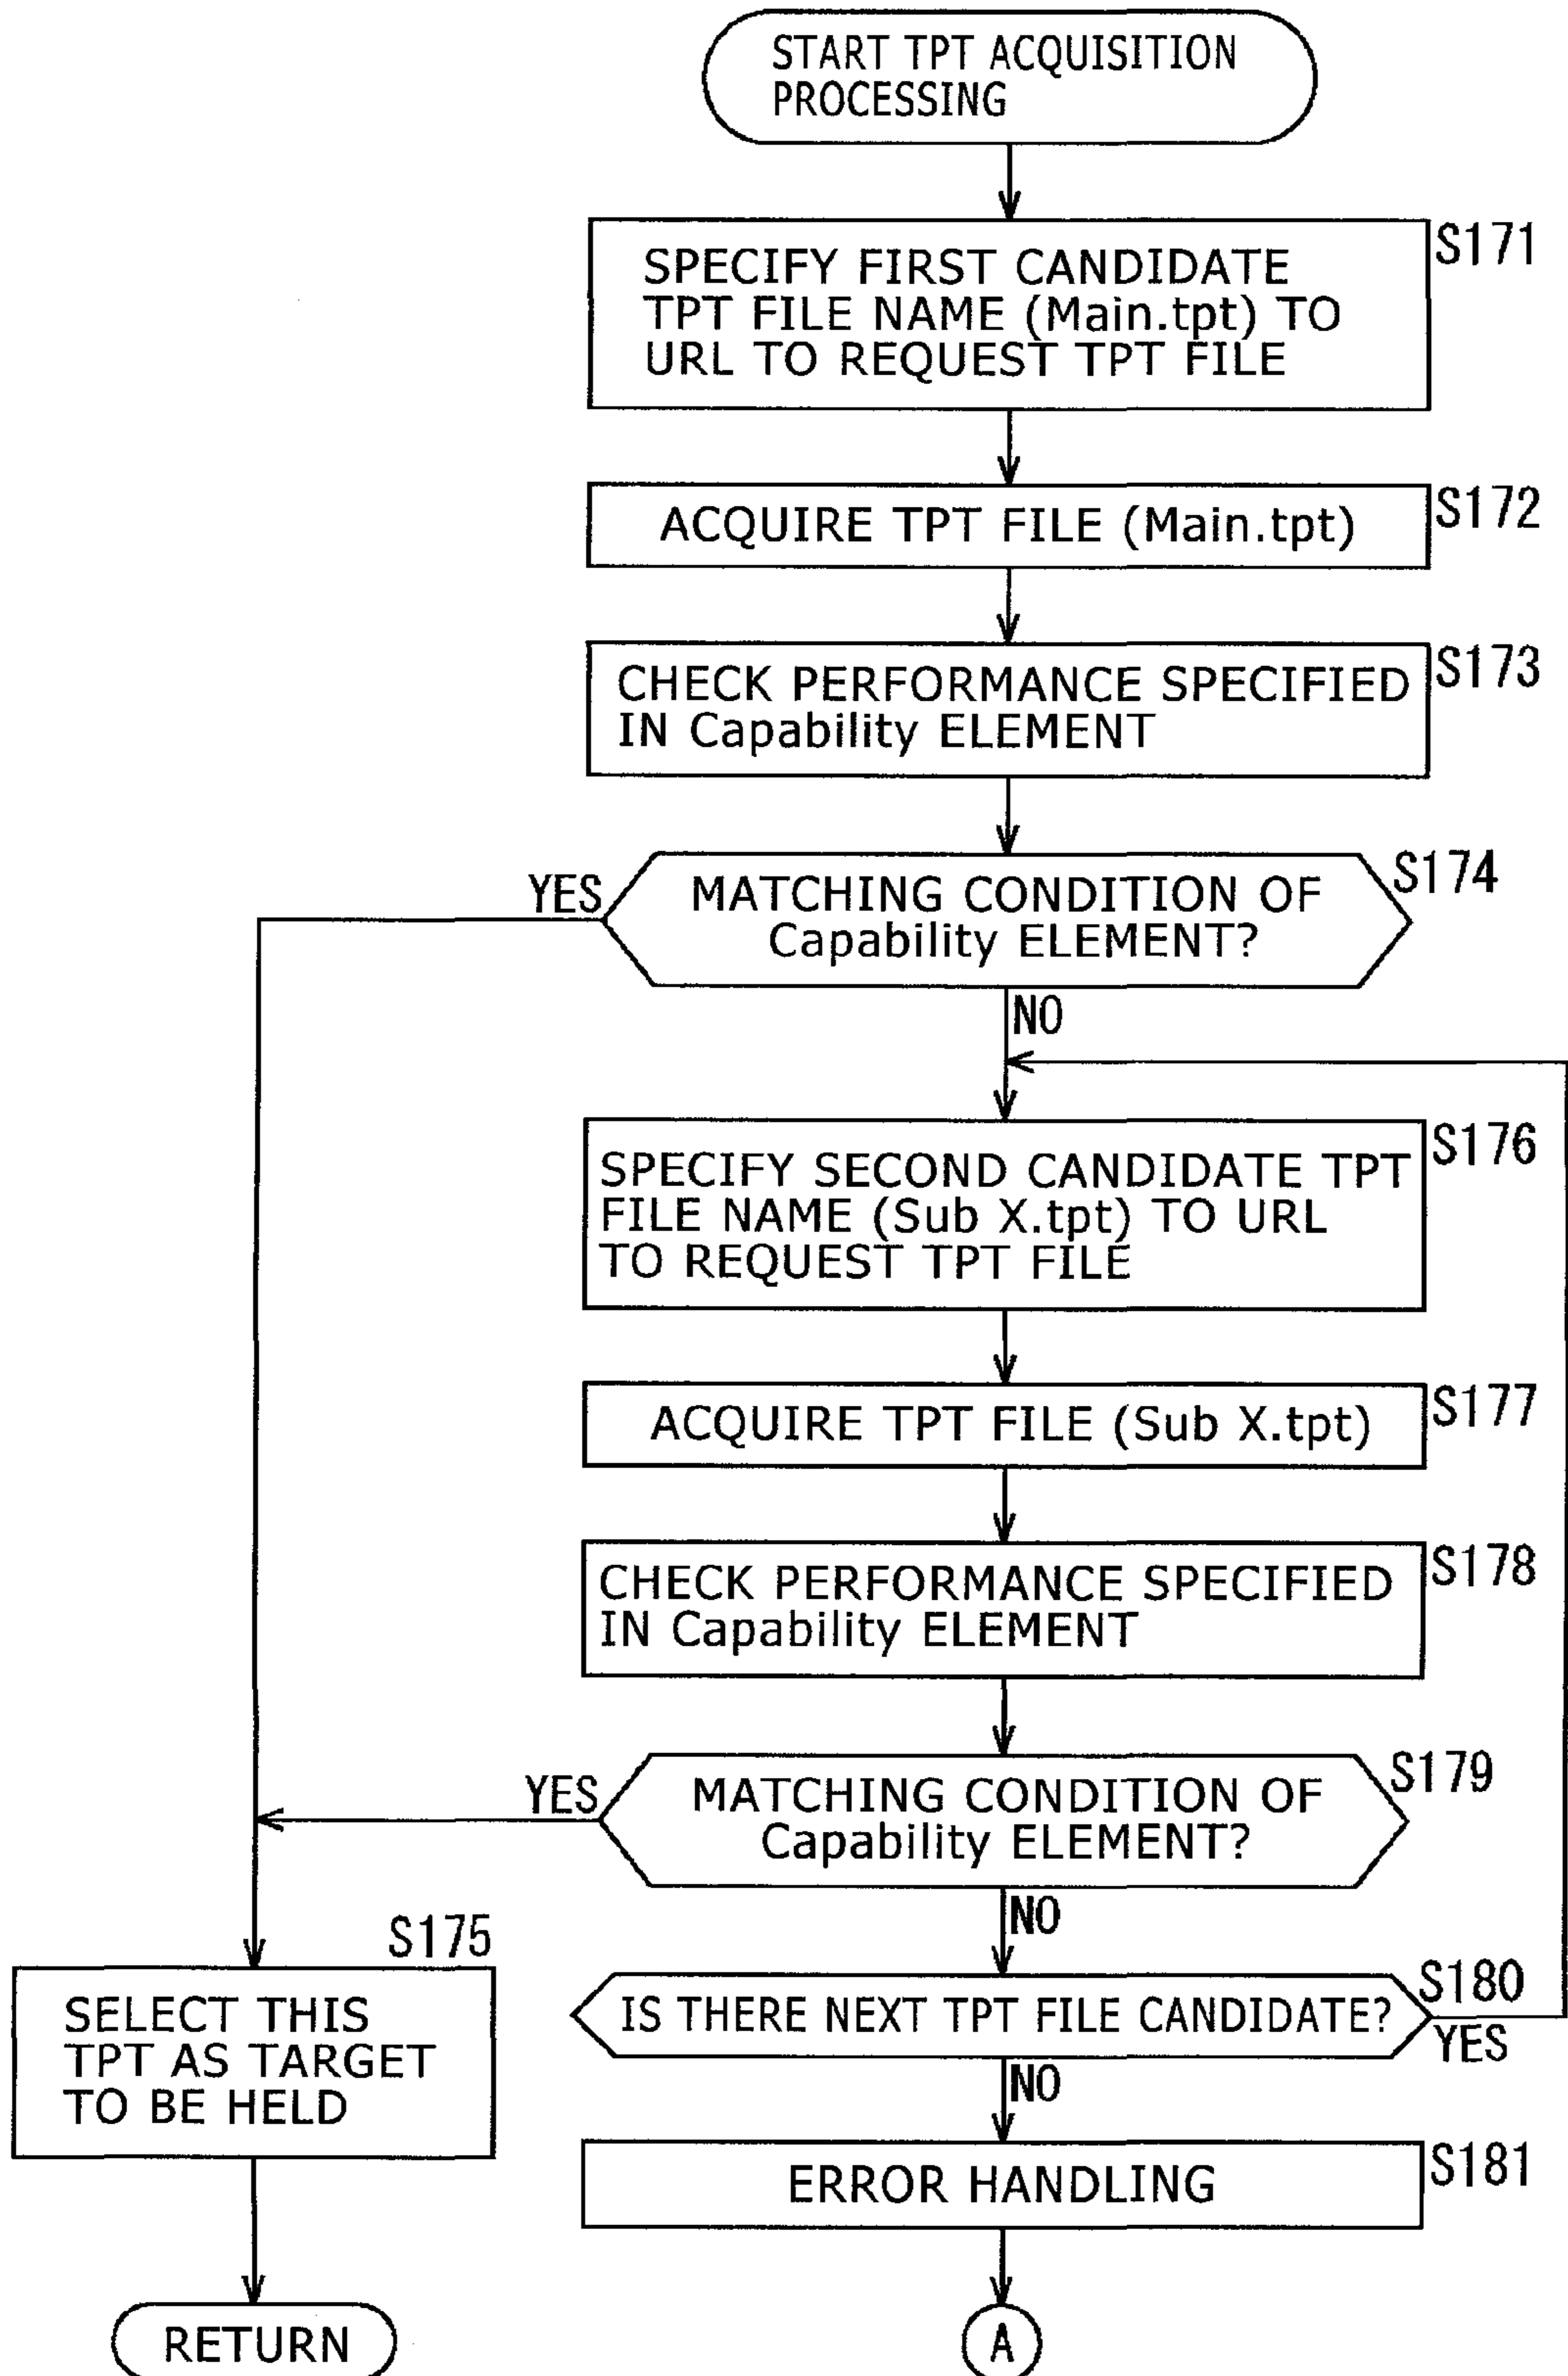 START TPT ACQUISITION
PROCESSING
S171
SPECIFY FIRST CANDIDATE
TPT FILE NAME (Main.tpt) TO
URL TO REQUEST TPT FILE
S172
ACQUIRE TPT FILE (Main.tpt)
S173
CHECK PERFORMANCE SPECIFIED
IN Capability ELEMENT
S174
YES
MATCHING CONDITION OF
Capability ELEMENT?
NO
S176
SPECIFY SECOND CANDIDATE TPT
FILE NAME (Sub X.tpt) TO URL
TO REQUEST TPT FILE
S177
ACQUIRE TPT FILE (Sub X.tpt)
S178
CHECK PERFORMANCE SPECIFIED
IN Capability ELEMENT
S179
YES
MATCHING CONDITION OF
Capability ELEMENT?
NO
S175
SELECT THIS
TPT AS TARGET
TO BE HELD
S180
IS THERE NEXT TPT FILE CANDIDATE?
YES
NO
S181
ERROR HANDLING
RETURN
A